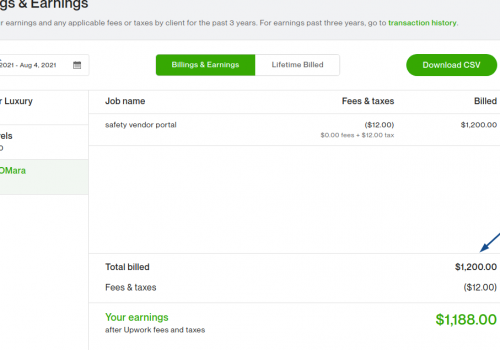 gs & Earnings
r earnings and any applicable fees or taxes by client for the past 3 years. For earnings past three years, go to transaction history.
2021 - Aug 4, 2021
Billings & Earnings
Lifetime Billed
Download CSV
r Luxury
Job name
Fees & taxes
Billed
safety vendor portal
($12.00)
$1,200.00
$0.00 fees + $12.00 tax
els
O
OMara
Total billed
$1,200.00
Fees & taxes
($12.00)
Your earnings
$1,188.00
after Upwork fees and taxes